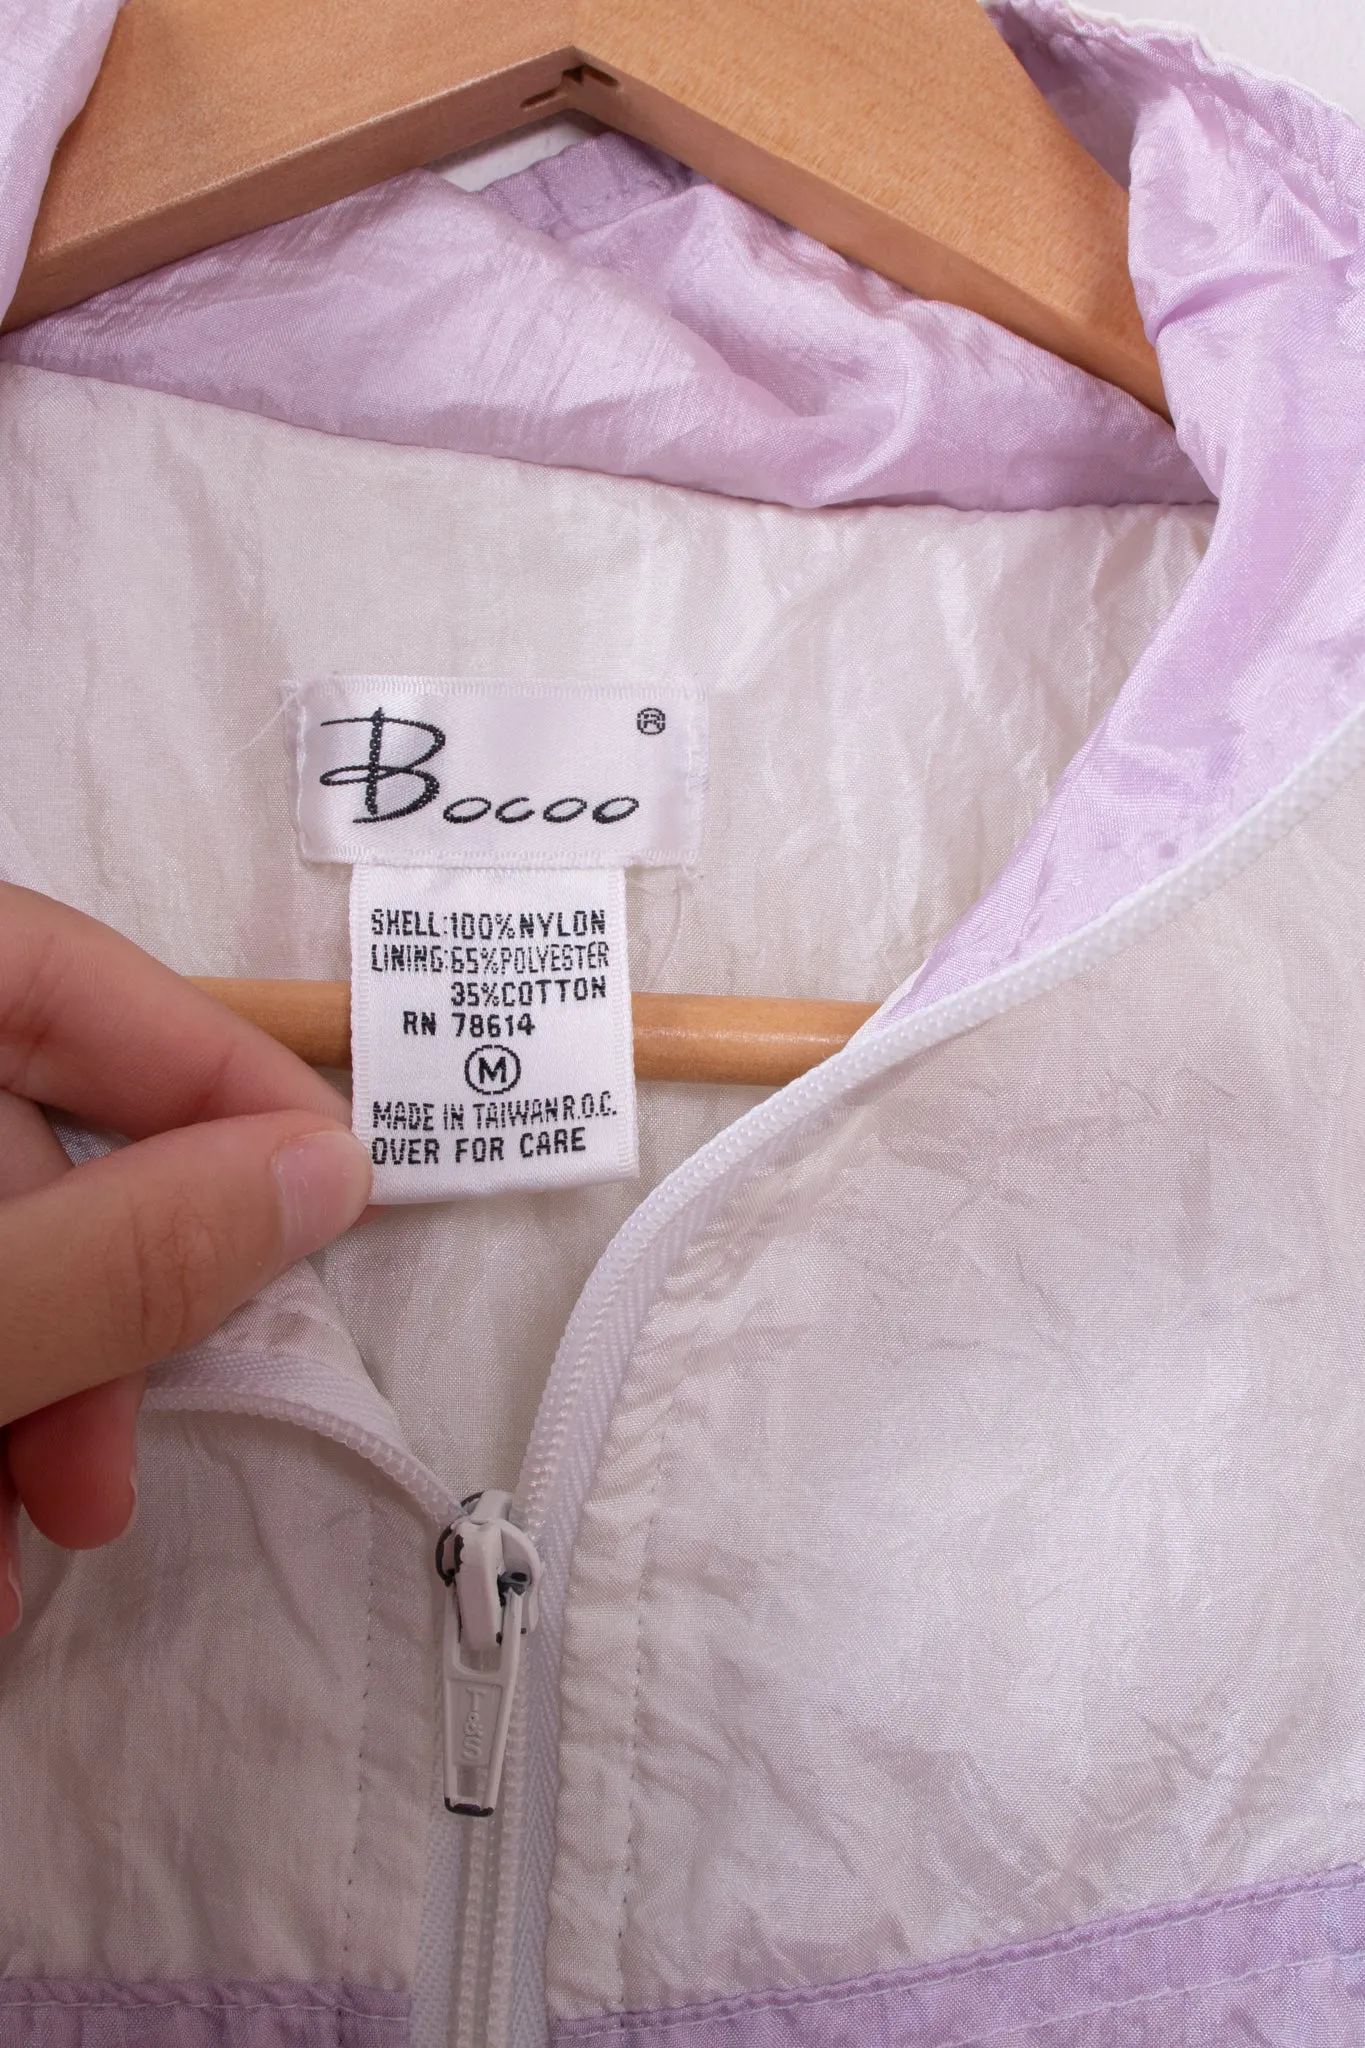 Bocoo ®
SHELL:100%NYLON
LINING:65%POLYESTER
35%COTTON
RN 78614
M
MADE IN TAIWAN R.O.C.
OVER FOR CARE
T&S